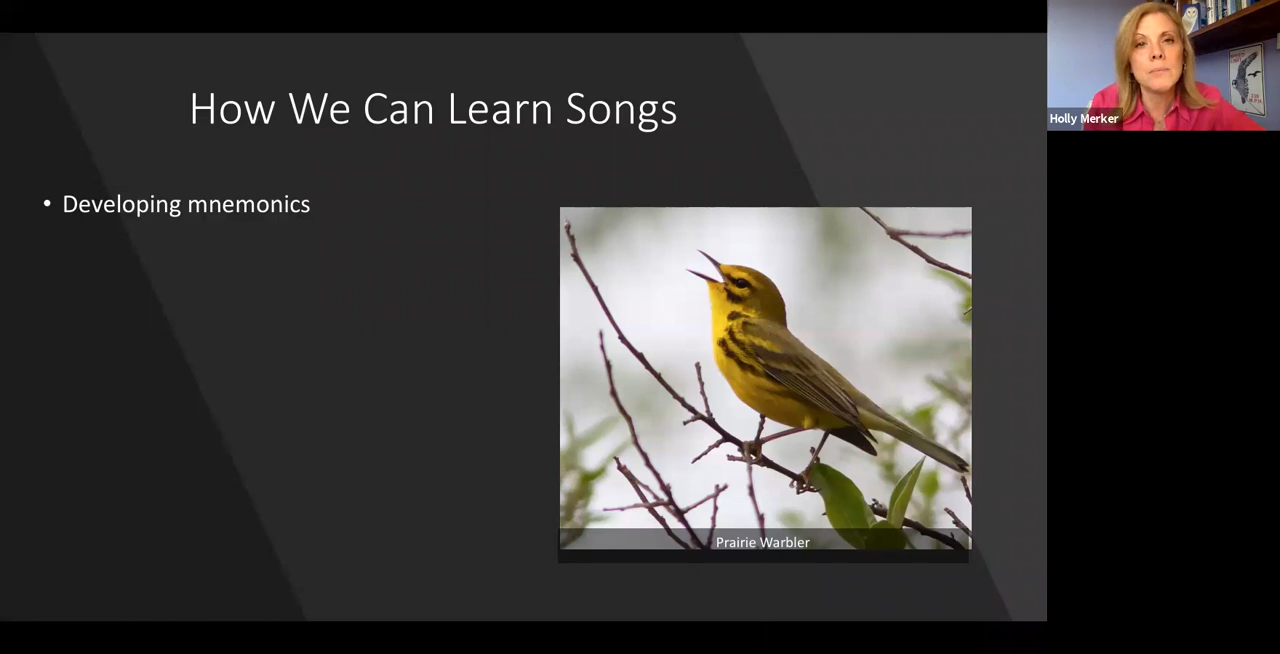 How We Can Learn Songs
• Developing mnemonics
Prairie Warbler
Holly Merker